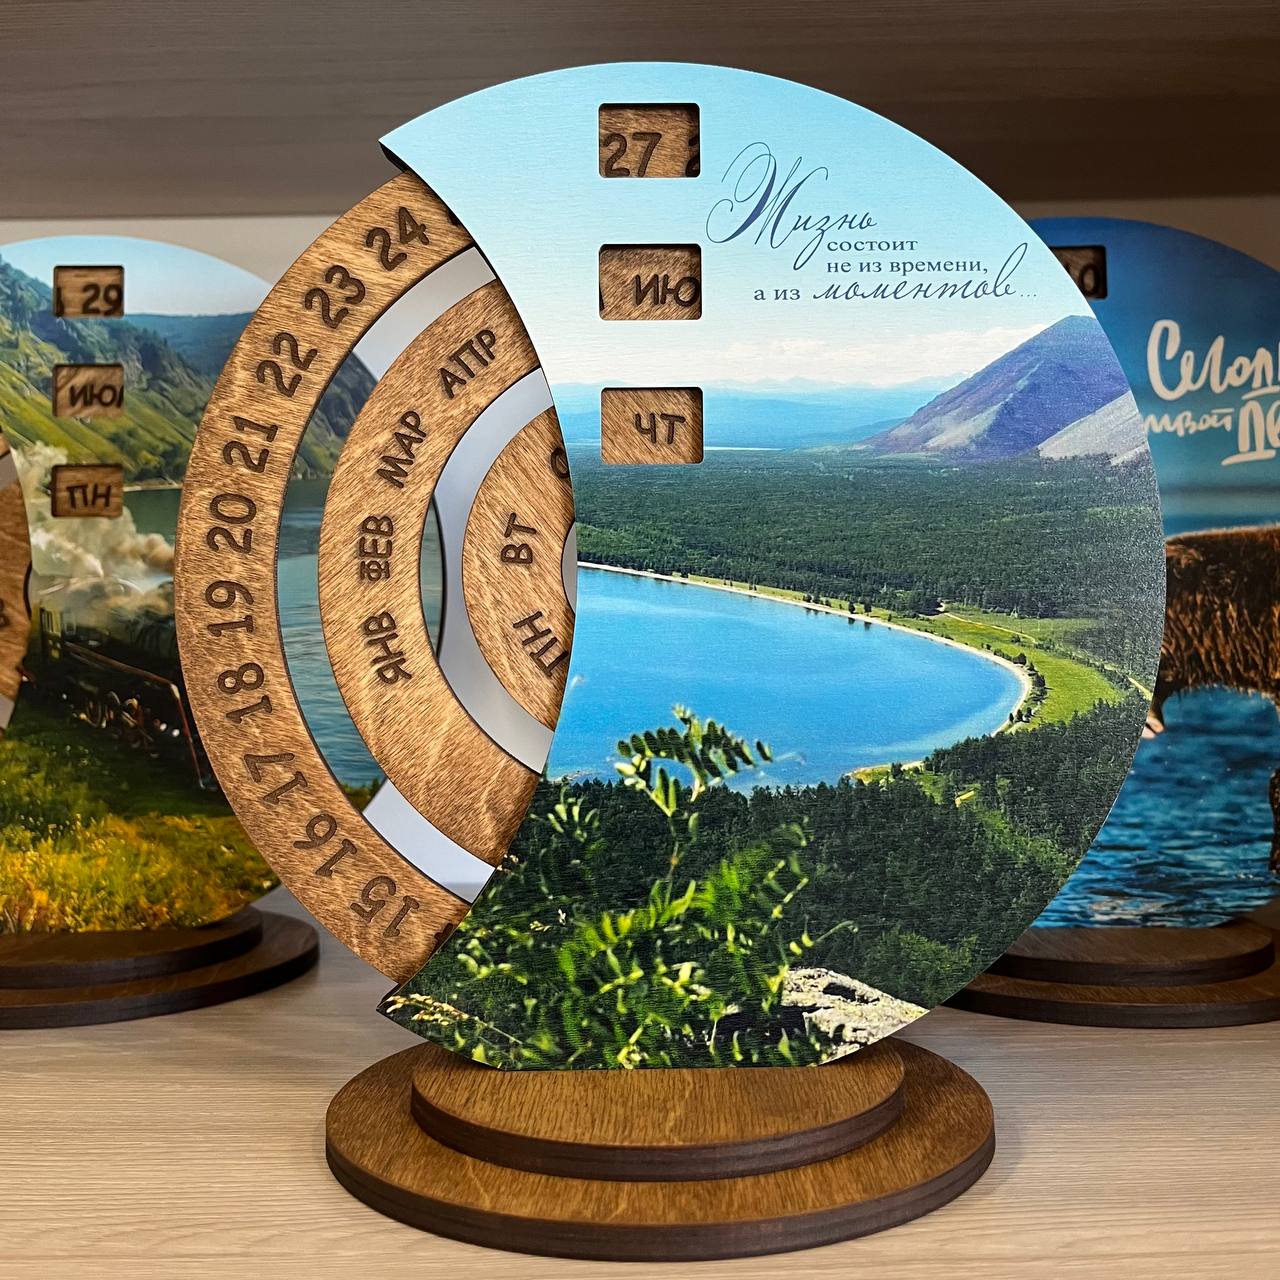 27
ИЮ
ЧТ
Жизнь
состоит
не из времени,
а из моментов...
24
23
22
21
20
19
18
17
16
15
АПР
МАР
ФЕВ
ЯНВ
ВТ
ПН
29
ИЮ
ПН